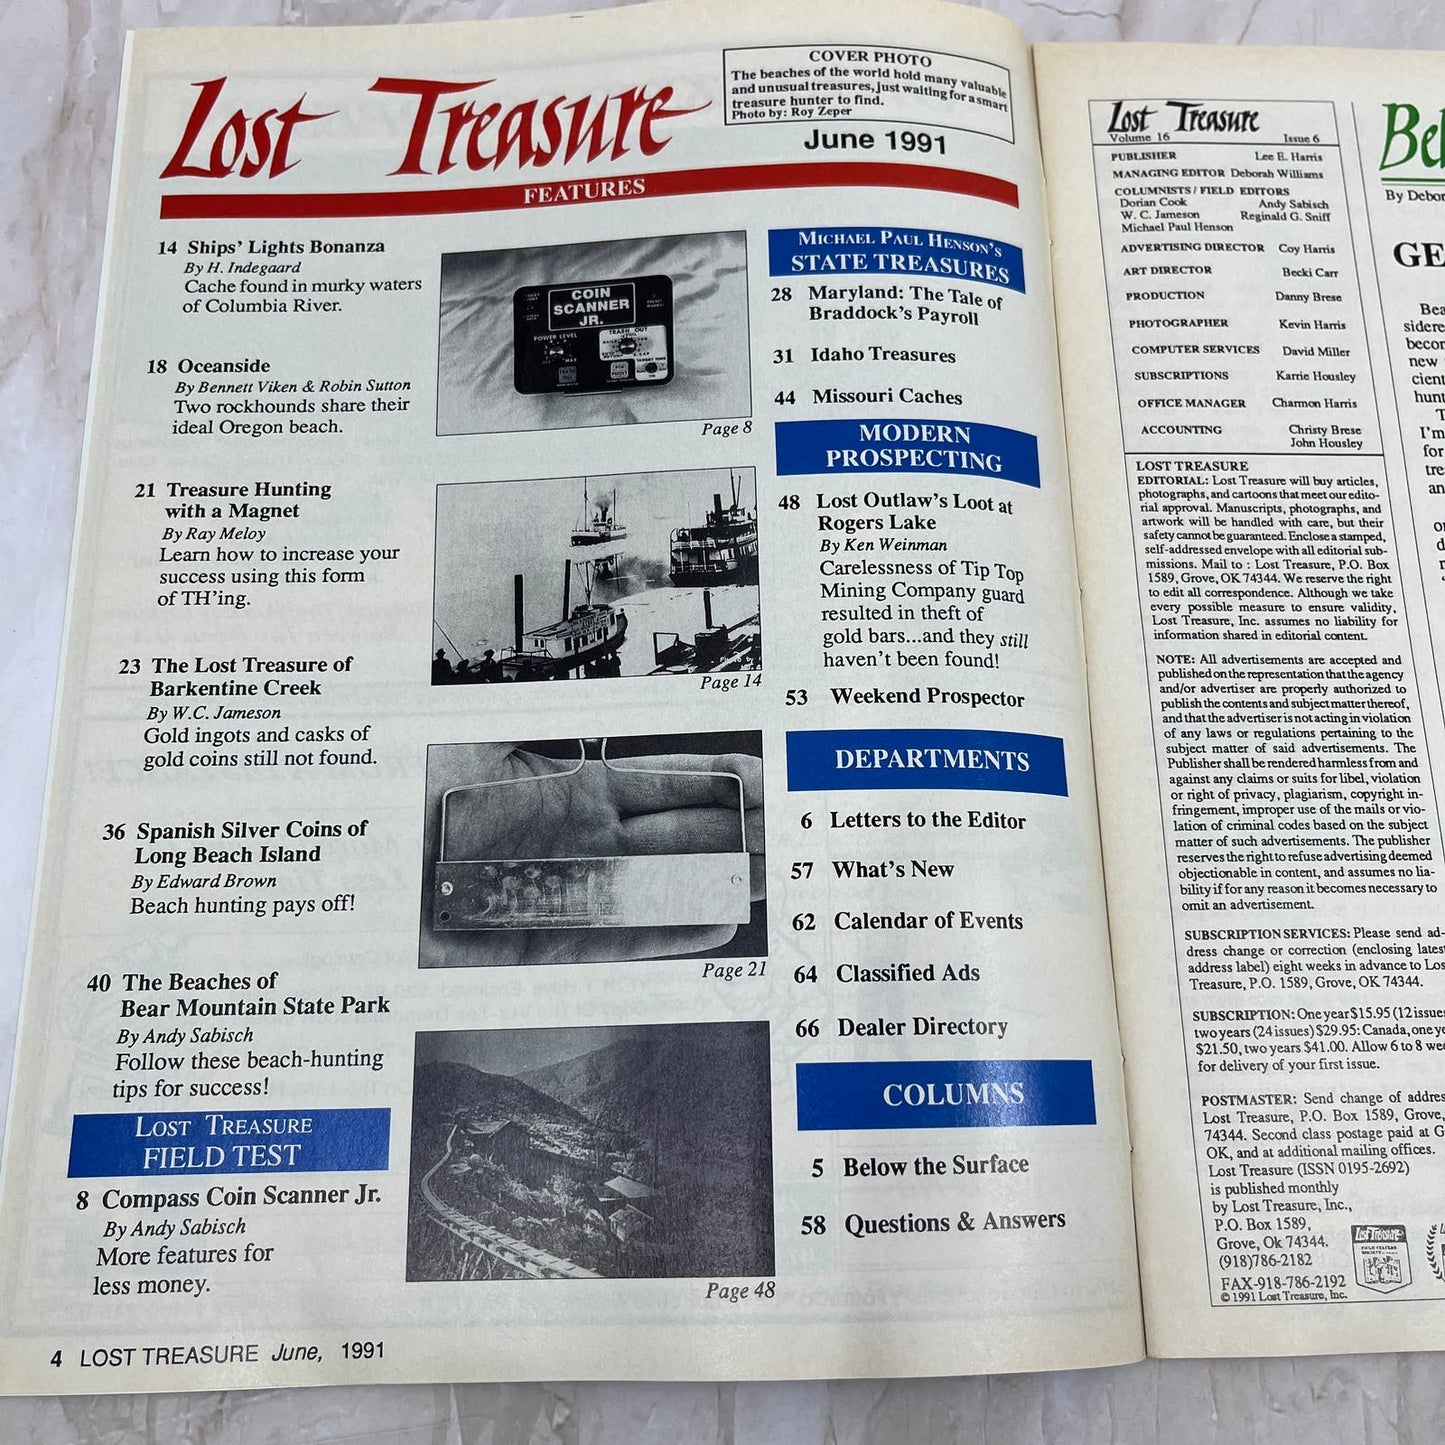 Lost Treasure
COVER PHOTO
The beaches of the world hold many valuable
and unusual treasures, just waiting for a smart
treasure hunter to find.
Photo by: Roy Zeper
June 1991
FEATURES
14 Ships' Lights Bonanza
By H. Indegaard
Cache found in murky waters
of Columbia River.
18 Oceanside
By Bennett Viken & Robin Sutton
Two rockhounds share their
ideal Oregon beach.
21 Treasure Hunting
with a Magnet
By Ray Meloy
Learn how to increase your
success using this form
of TH'ing.
23 The Lost Treasure of
Barkentine Creek
By W.C. Jameson
Gold ingots and casks of
gold coins still not found.
36 Spanish Silver Coins of
Long Beach Island
By Edward Brown
Beach hunting pays off!
40 The Beaches of
Bear Mountain State Park
By Andy Sabisch
Follow these beach-hunting
tips for success!
LOST TREASURE
FIELD TEST
8 Compass Coin Scanner Jr.
By Andy Sabisch
More features for
less money.
COIN
SCANNER
JR.
POWER LEVEL
MAX
TRASH OUT
Page 8
Page 14
Page 21
Page 48
MICHAEL PAUL HENSON'S
STATE TREASURES
28 Maryland: The Tale of
Braddock's Payroll
31 Idaho Treasures
44 Missouri Caches
MODERN
PROSPECTING
48 Lost Outlaw's Loot at
Rogers Lake
By Ken Weinman
Carelessness of Tip Top
Mining Company guard
resulted in theft of
gold bars...and they still
haven't been found!
53 Weekend Prospector
DEPARTMENTS
6 Letters to the Editor
57 What's New
62 Calendar of Events
64 Classified Ads
66 Dealer Directory
COLUMNS
5 Below the Surface
58 Questions & Answers
4 LOST TREASURE June, 1991
Lost Treasure
Volume 16 Issue 6
PUBLISHER Lee E. Harris
MANAGING EDITOR Deborah Williams
COLUMNISTS / FIELD EDITORS
Dorian Cook Andy Sabisch
W. C. Jameson Reginald G. Sniff
Michael Paul Henson
ADVERTISING DIRECTOR Coy Harris
ART DIRECTOR Becki Carr
PRODUCTION Danny Brese
PHOTOGRAPHER Kevin Harris
COMPUTER SERVICES David Miller
SUBSCRIPTIONS Karrie Housley
OFFICE MANAGER Charmon Harris
ACCOUNTING Christy Brese
John Housley
LOST TREASURE
EDITORIAL: Lost Treasure will buy articles,
photographs, and cartoons that meet our edito-
rial approval. Manuscripts, photographs, and
artwork will be handled with care, but their
safety cannot be guaranteed. Enclose a stamped,
self-addressed envelope with all editorial sub-
missions. Mail to : Lost Treasure, P.O. Box
1589, Grove, OK 74344. We reserve the right
to edit all correspondence. Although we take
every possible measure to ensure validity,
Lost Treasure, Inc. assumes no liability for
information shared in editorial content.
NOTE: All advertisements are accepted and
published on the representation that the agency
and/or advertiser are properly authorized to
publish the contents and subject matter thereof,
and that the advertiser is not acting in violation
of any laws or regulations pertaining to the
subject matter of said advertisements. The
Publisher shall be rendered harmless from and
against any claims or suits for libel, violation
or right of privacy, plagiarism, copyright in-
fringement, improper use of the mails or vio-
lation of criminal codes based on the subject
matter of such advertisements. The publisher
reserves the right to refuse advertising deemed
objectionable in content, and assumes no lia-
bility if for any reason it becomes necessary to
omit an advertisement.
SUBSCRIPTION SERVICES: Please send ad-
dress change or correction (enclosing latest
address label) eight weeks in advance to Los
Treasure, P.O. 1589, Grove, OK 74344.
SUBSCRIPTION: One year $15.95 (12 issues
two years (24 issues) $29.95: Canada, one ye
$21.50, two years $41.00. Allow 6 to 8 wee
for delivery of your first issue.
POSTMASTER: Send change of addres
Lost Treasure, P.O. Box 1589, Grove,
74344. Second class postage paid at G
OK, and at additional mailing offices.
Lost Treasure (ISSN 0195-2692)
is published monthly
by Lost Treasure, Inc.,
P.O. Box 1589,
Grove, Ok 74344.
(918)786-2182
FAX-918-786-2192
© 1991 Lost Treasure, Inc.
Lost Treasure
Bel
By Debor
GE
Bea
sidere
becor
new
cient
hunt
T
I'm
for
tre
an